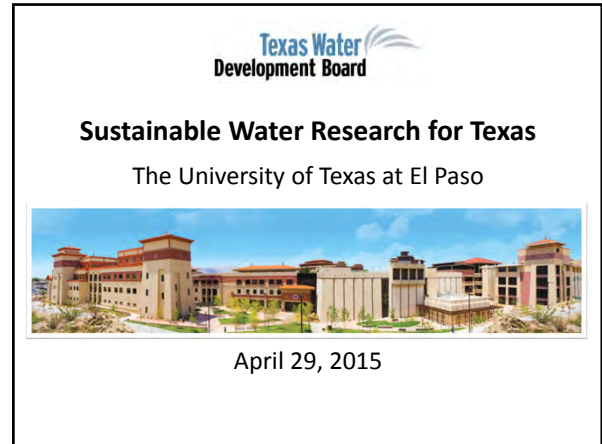 Texas Water
Development Board
Sustainable Water Research for Texas
The University of Texas at El Paso
April 29, 2015